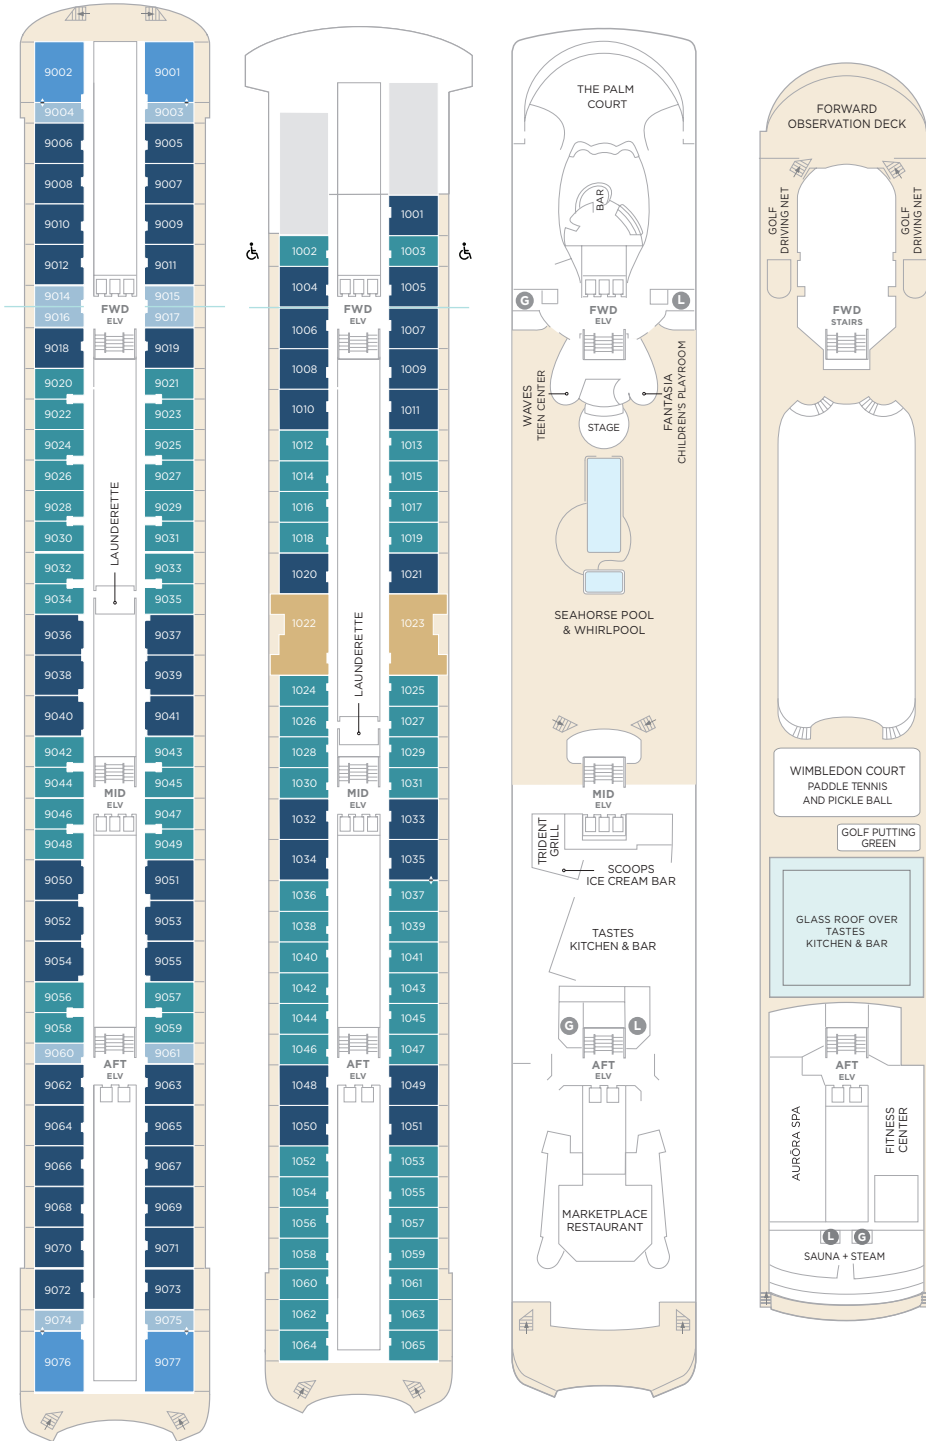 9002
9001
9004
9003
9006
9005
9008
9007
9010
9009
9012
9011
9014
9015
FWD
ELV
9016
9017
9018
9019
9020
9021
9022
9023
9024
9025
9026
9027
LAUNDERETTE
9028
9029
9030
9031
9032
9033
9034
9035
9036
9037
9038
9039
9040
9041
9042
9043
9044
9045
MID
ELV
9046
9047
9048
9049
9050
9051
9052
9053
9054
9055
9056
9057
9058
9059
9060
9061
AFT
ELV
9062
9063
9064
9065
9066
9067
9068
9069
9070
9071
9072
9073
9074
9075
9076
9077
1001
1002
1003
1004
1005
FWD
ELV
1006
1007
1008
1009
1010
1011
1012
1013
1014
1015
1016
1017
1018
1019
1020
1021
1022
1023
LAUNDERETTE
1024
1025
1026
1027
1028
1029
1030
1031
MID
ELV
1032
1033
1034
1035
1036
1037
1038
1039
1040
1041
1042
1043
1044
1045
1046
1047
AFT
ELV
1048
1049
1050
1051
1052
1053
1054
1055
1056
1057
1058
1059
1060
1061
1062
1063
1064
1065
THE PALM
COURT
BAR
G
L
FWD
ELV
WAVES
TEEN CENTER
FANTASIA
CHILDREN'S PLAYROOM
STAGE
SEAHORSE POOL
& WHIRLPOOL
MID
ELV
TRIDENT
GRILL
SCOOPS
ICE CREAM BAR
TASTES
KITCHEN & BAR
G
L
AFT
ELV
MARKETPLACE
RESTAURANT
FORWARD
OBSERVATION DECK
GOLF
DRIVING NET
GOLF
DRIVING NET
FWD
STAIRS
WIMBLEDON COURT
PADDLE TENNIS
AND PICKLE BALL
GOLF PUTTING
GREEN
GLASS ROOF OVER
TASTES
KITCHEN & BAR
AFT
ELV
AURŌRA SPA
FITNESS
CENTER
L
G
SAUNA + STEAM